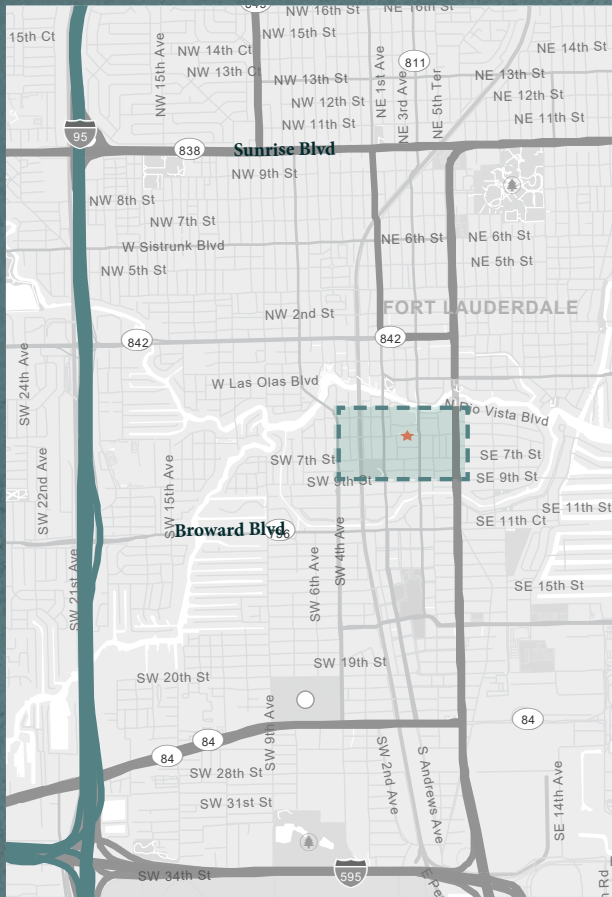 845
NW 16th St
NE 16th St
15th Ct
NW 15th St
NW 15th Ave
NW 14th Ct
811
NE 14th St
NW 13th Ct
NW 13th St
NE 1st Ave
NE 3rd Ave
NE 5th Ter
NE 13th St
NW 12th St
NE 12th St
NW 11th St
NE 11th St
95
838
Sunrise Blvd
NW 9th St
NW 8th St
NW 7th St
W Sistrunk Blvd
NE 6th St
NE 6th St
NW 5th St
NE 5th St
NW 2nd St
FORT LAUDERDALE
842
842
SW 24th Ave
W Las Olas Blvd
N Rio Vista Blvd
SW 7th St
SE 7th St
SW 22nd Ave
SW 15th Ave
SW 9th St
SE 9th St
SE 11th St
SE 11th Ct
Broward Blvd
736
SW 4th Ave
SW 6th Ave
SW 21st Ave
SE 15th St
SW 19th St
SW 20th St
SW 9th Ave
84
84
84
SW 28th St
SW 2nd Ave
S Andrews Ave
SE 14th Ave
SW 31st St
SW 34th St
595
E Pe
n Rd